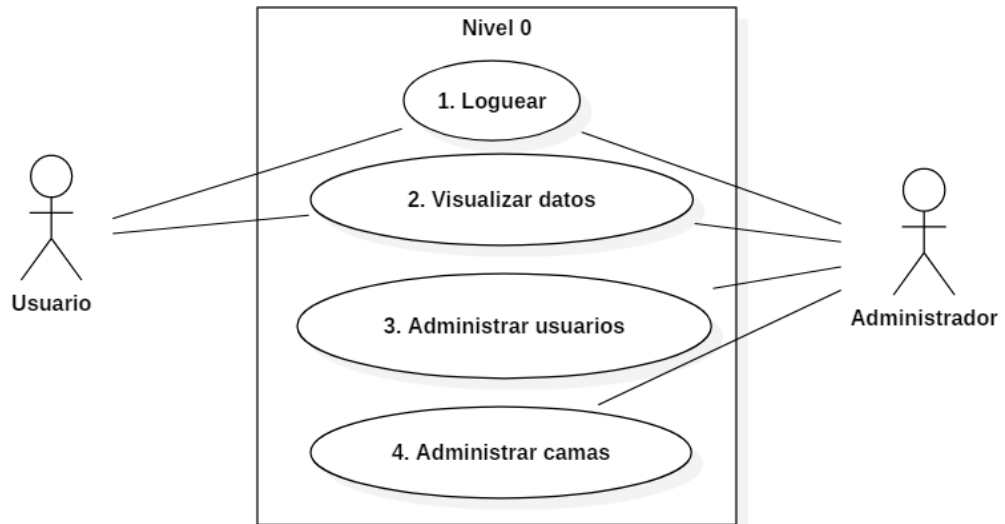 Nivel 0
1. Loguear
2. Visualizar datos
3. Administrar usuarios
4. Administrar camas
Usuario
Administrador